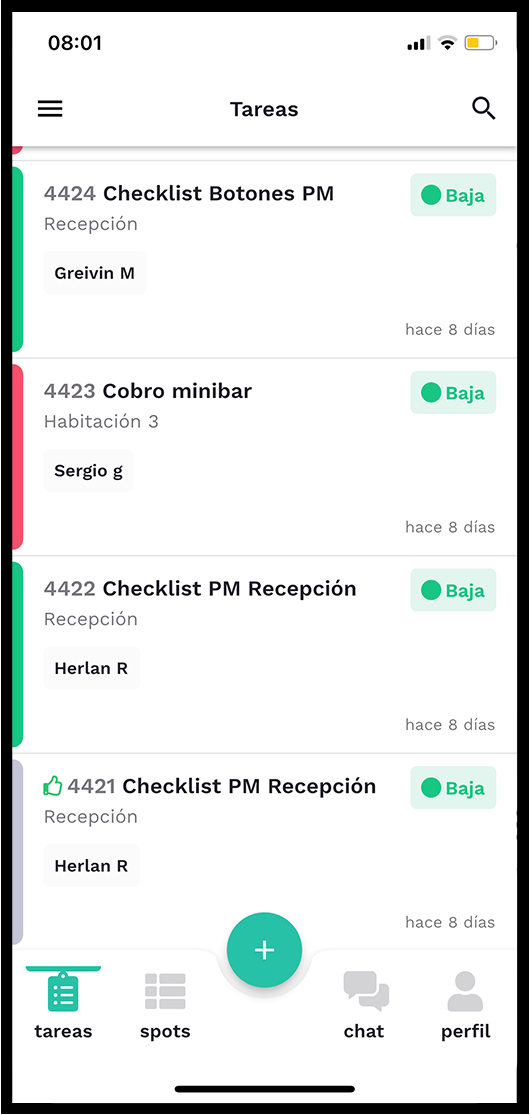 08:01
Tareas
4424 Checklist Botones PM
Baja
Recepción
Greivin M
hace 8 días
4423 Cobro minibar
Baja
Habitación 3
Sergio g
hace 8 días
4422 Checklist PM Recepción
Baja
Recepción
Herlan R
hace 8 días
4421 Checklist PM Recepción
Baja
Recepción
Herlan R
hace 8 días
+
tareas spots chat perfil